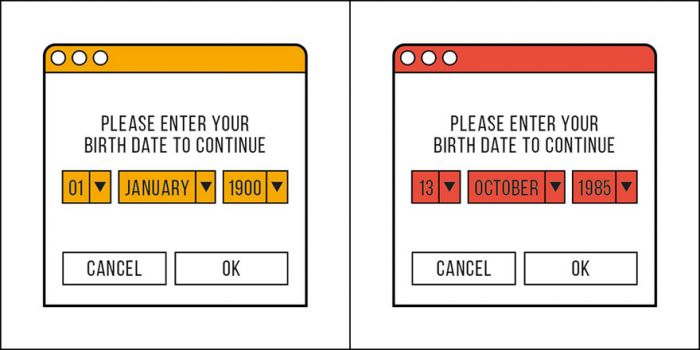 PLEASE ENTER YOUR
BIRTH DATE TO CONTINUE
01 JANUARY 1900
CANCEL OK
PLEASE ENTER YOUR
BIRTH DATE TO CONTINUE
13 OCTOBER 1985
CANCEL OK